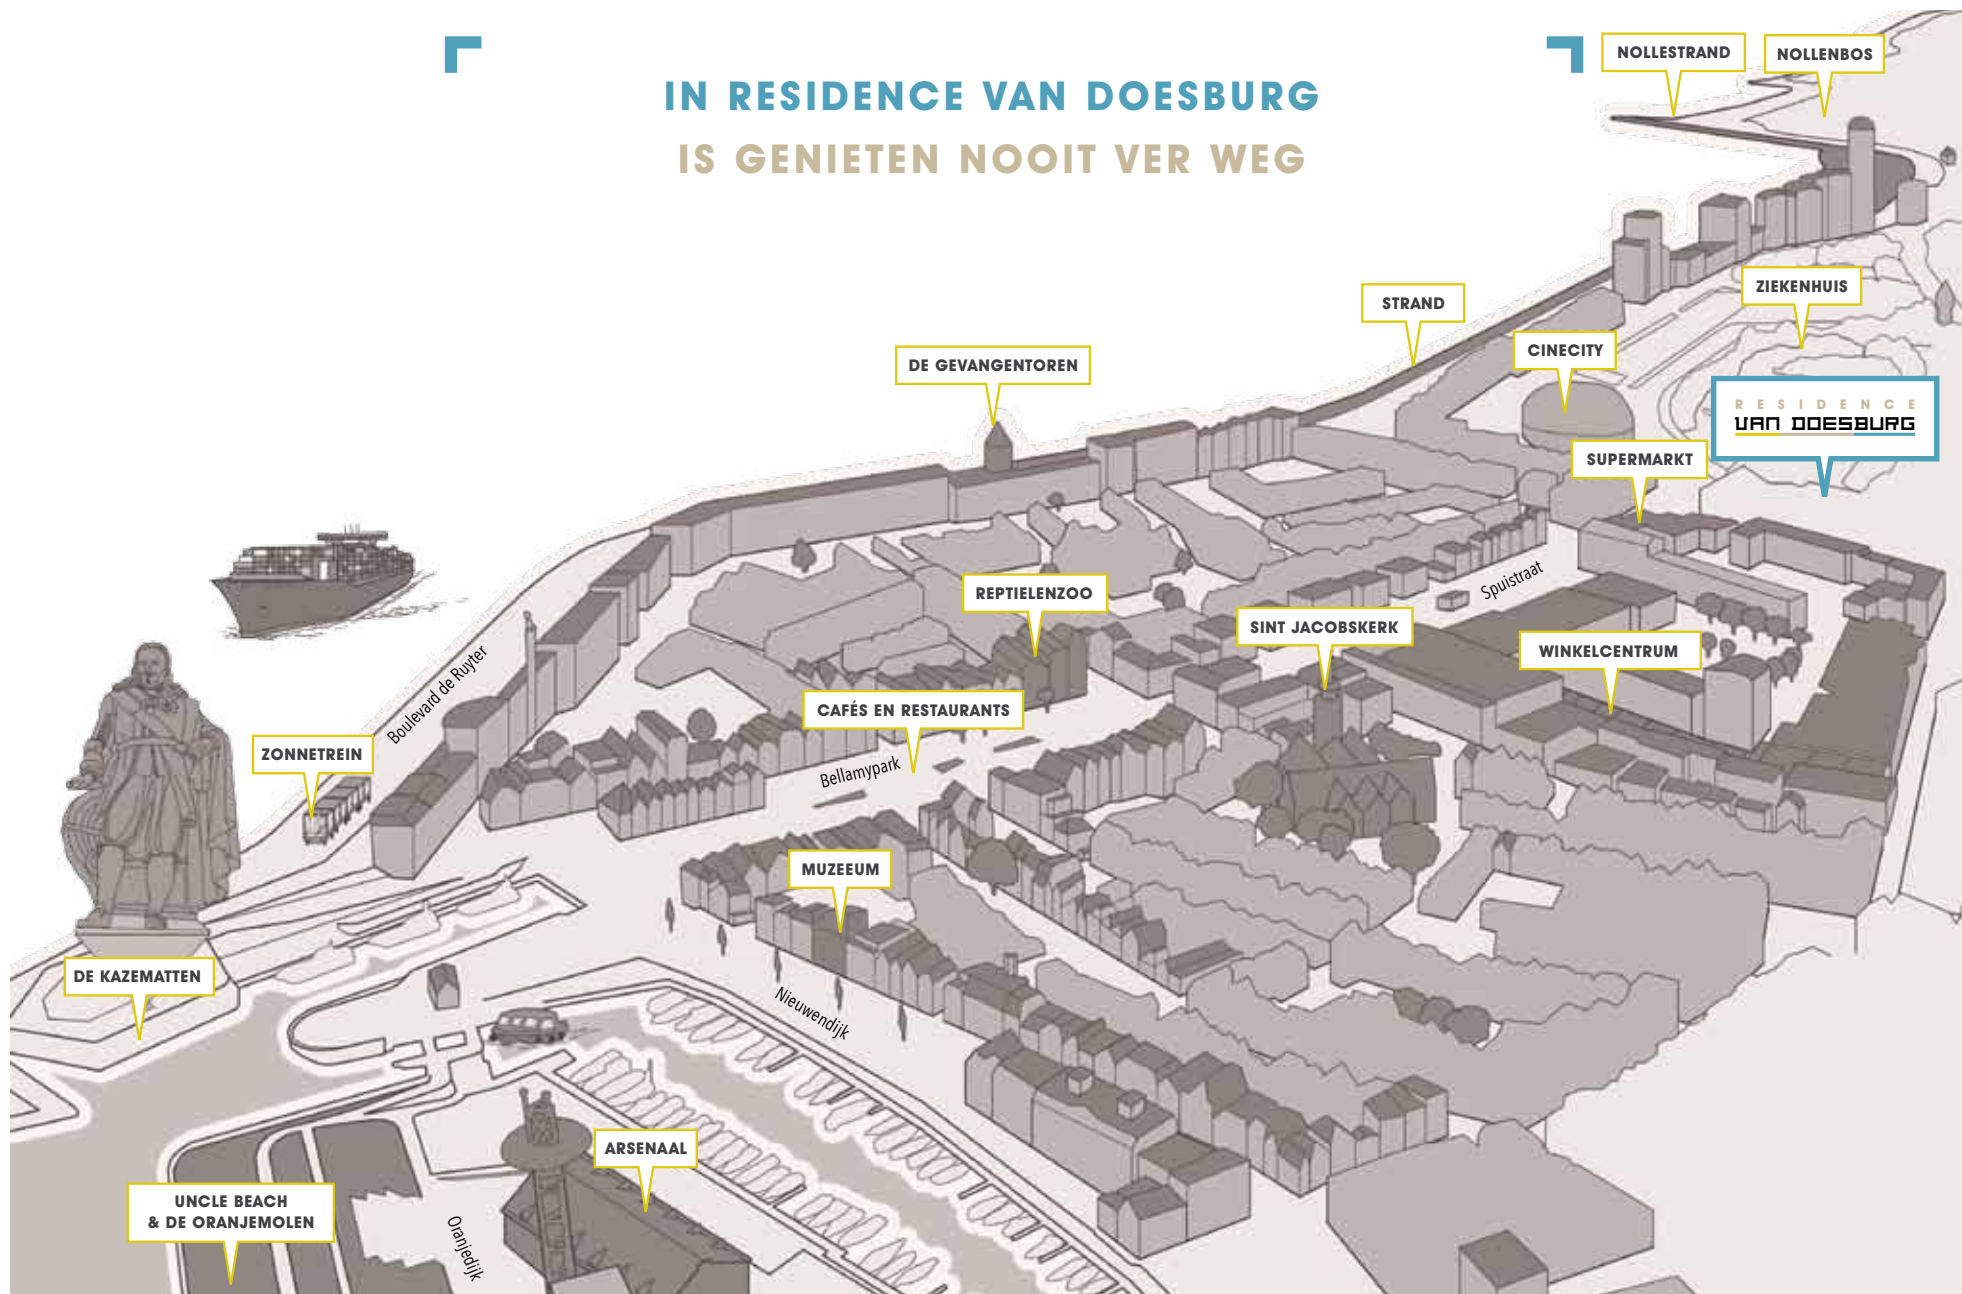 IN RESIDENCE VAN DOESBURG
IS GENIETEN NOOIT VER WEG
NOLLESTRAND
NOLLENBOS
ZIEKENHUIS
STRAND
CINECITY
DE GEVANGENTOREN
RESIDENCE
VAN DOESBURG
SUPERMARKT
Spuistraat
REPTIELENZOO
SINT JACOBSKERK
WINKELCENTRUM
Boulevard de Ruyter
CAFÉS EN RESTAURANTS
ZONNETREIN
Bellamypark
MUZEEUM
DE KAZEMATTEN
Nieuwendijk
ARSENAAL
UNCLE BEACH
& DE ORANJEMOLEN
Oranjedijk